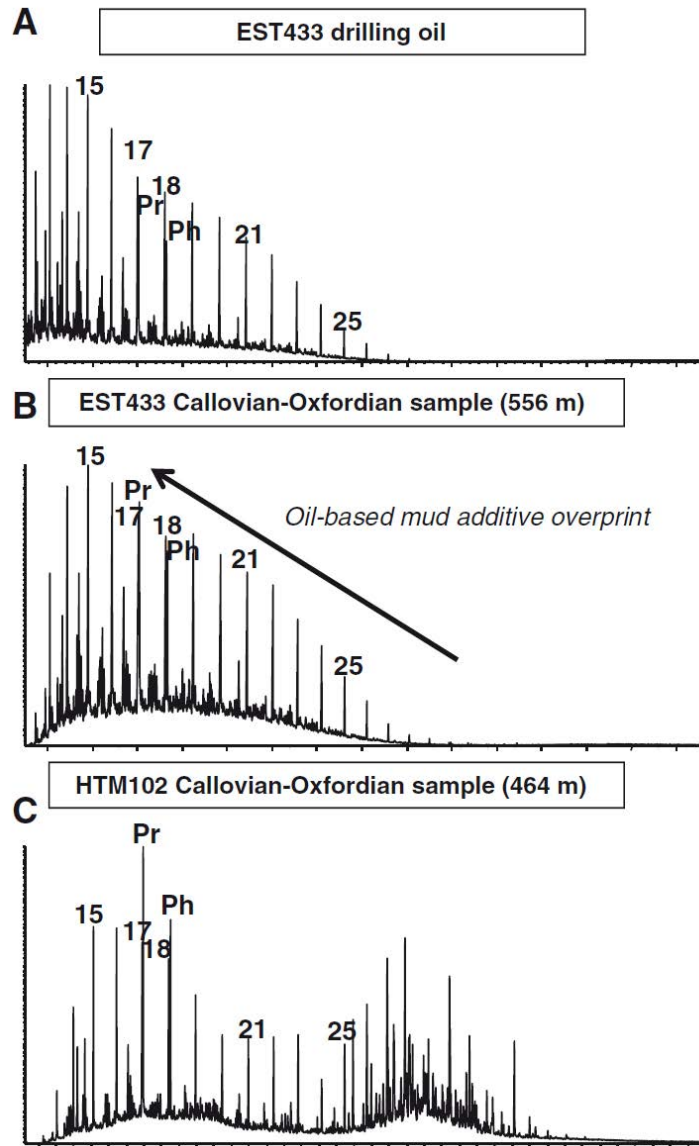 A
EST433 drilling oil
15
17
18
Pr
Ph
21
25
B
EST433 Callovian-Oxfordian sample (556 m)
15
Pr
17
18
Ph
Oil-based mud additive overprint
21
25
HTM102 Callovian-Oxfordian sample (464 m)
C
Pr
Ph
15
17
18
21
25